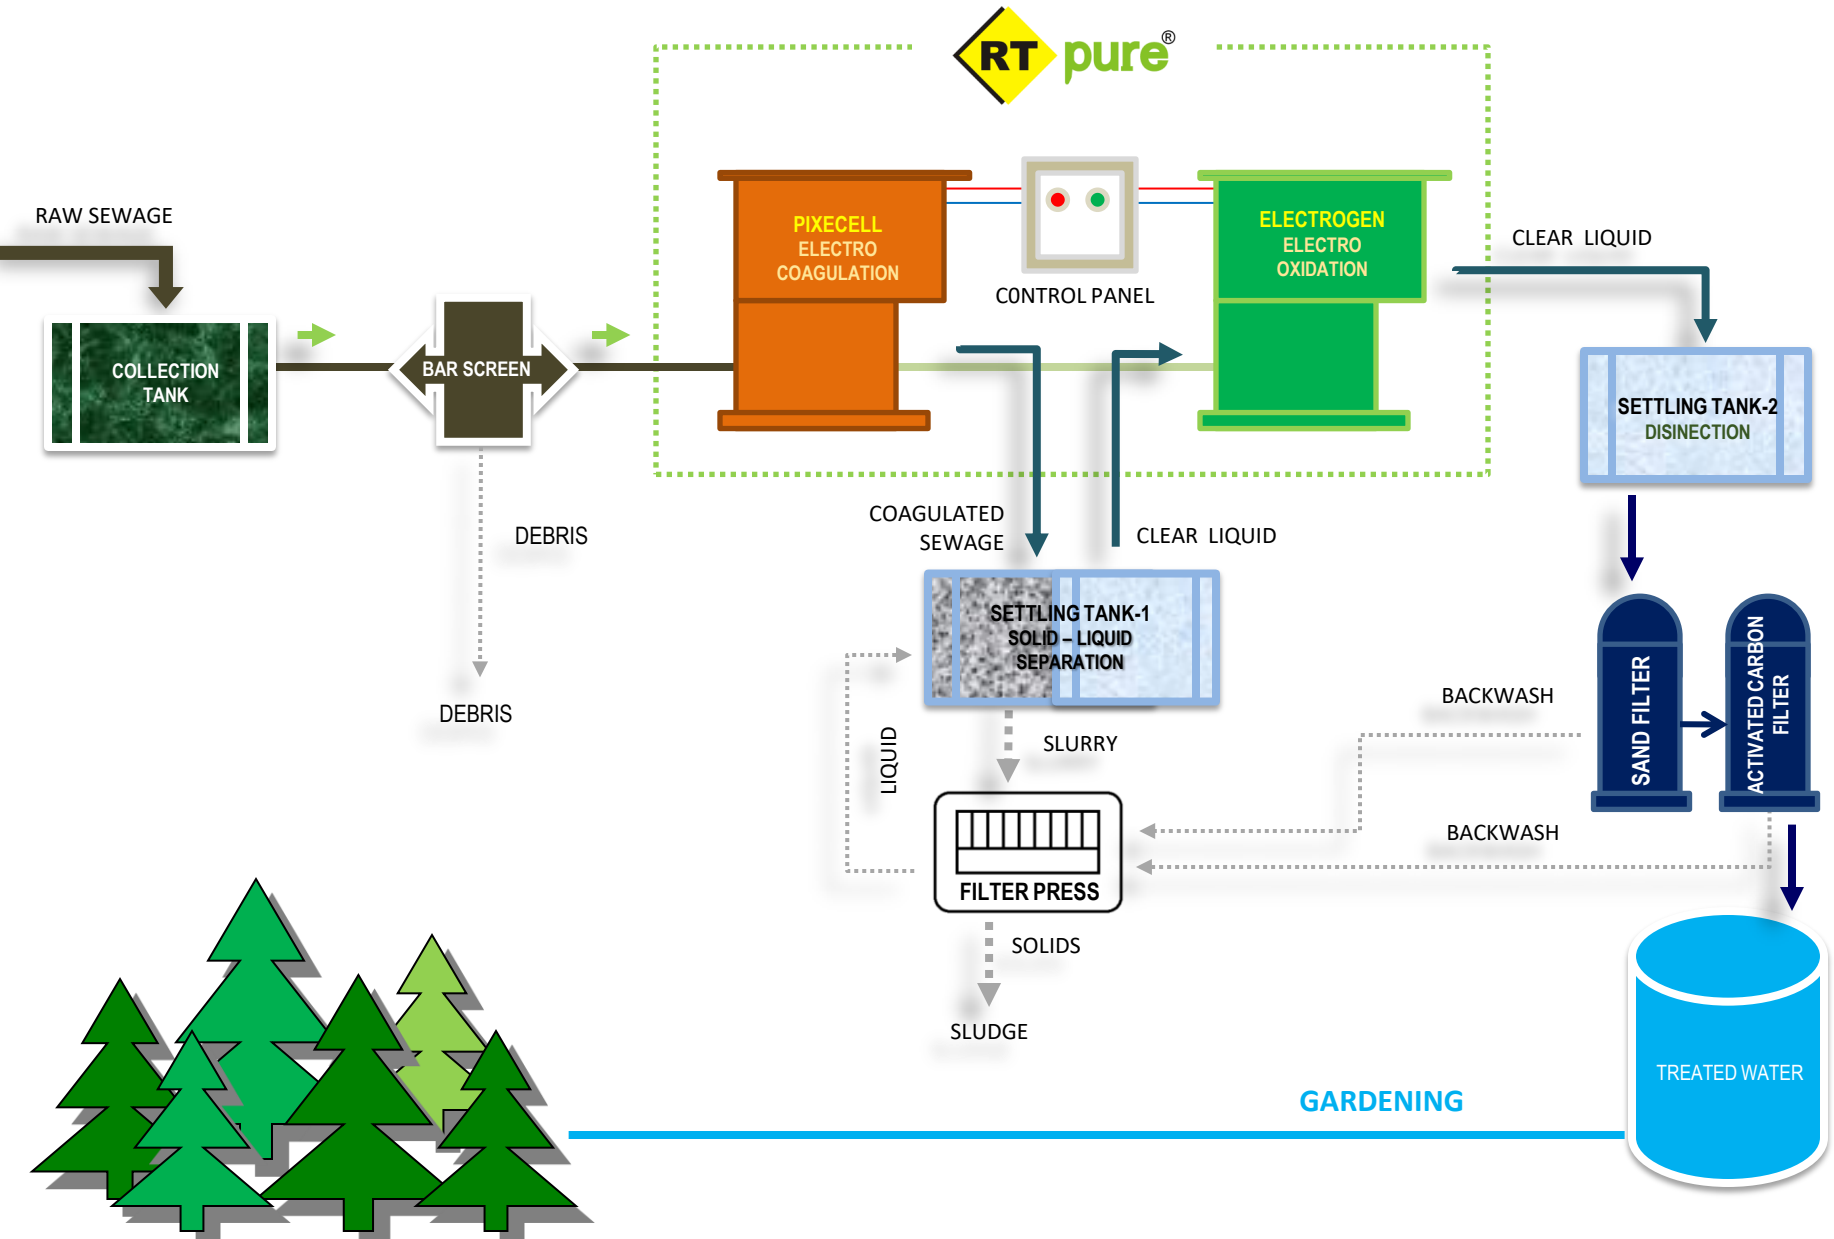 RT pure®
RAW SEWAGE
COLLECTION
TANK
BAR SCREEN
DEBRIS
DEBRIS
PIXECELL
ELECTRO
COAGULATION
C0NTROL PANEL
ELECTROGEN
ELECTRO
OXIDATION
CLEAR LIQUID
SETTLING TANK-2
DISINECTION
COAGULATED
SEWAGE
CLEAR LIQUID
SETTLING TANK-1
SOLID – LIQUID
SEPARATION
LIQUID
SLURRY
FILTER PRESS
SOLIDS
SLUDGE
BACKWASH
BACKWASH
SAND FILTER
ACTIVATED CARBON
FILTER
TREATED WATER
GARDENING